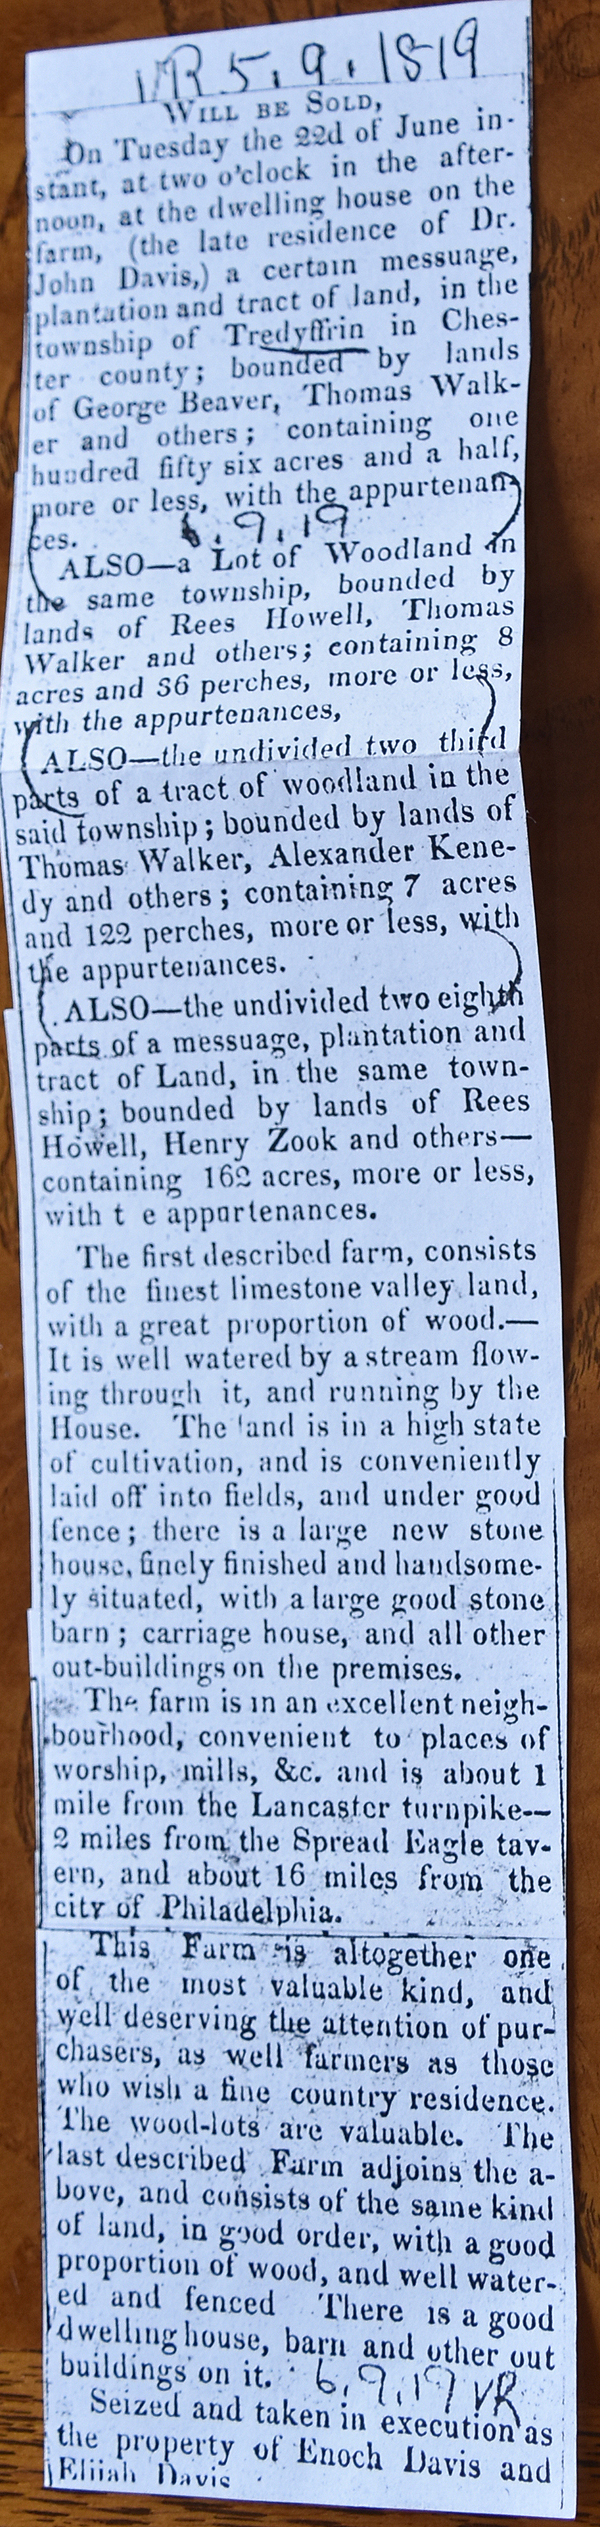 VR 5.9.1819
WILL BE SOLD,
On Tuesday the 22d of June in-
stant, at two o'clock in the after-
noon, at the dwelling house on the
farm, (the late residence of Dr.
John Davis,) a certain messuage,
plantation and tract of land, in the
township of Tredyffrin in Ches-
ter county; bounded by lands
of George Beaver, Thomas Walk-
er and others; containing one
hundred fifty six acres and a half,
more or less, with the appurtenan-
ces.
6.9.19
ALSO—a Lot of Woodland in
the same township, bounded by
lands of Rees Howell, Thomas
Walker and others; containing 8
acres and 36 perches, more or less,
with the appurtenances,
ALSO—the undivided two third
parts of a tract of woodland in the
said township; bounded by lands of
Thomas Walker, Alexander Kene-
dy and others; containing 7 acres
and 122 perches, more or less, with
the appurtenances.
ALSO—the undivided two eighth
parts of a messuage, plantation and
tract of Land, in the same town-
ship; bounded by lands of Rees
Howell, Henry Zook and others—
containing 162 acres, more or less,
with t e appurtenances.
The first described farm, consists
of the finest limestone valley land,
with a great proportion of wood.—
It is well watered by a stream flow-
ing through it, and running by the
House. The land is in a high state
of cultivation, and is conveniently
laid off into fields, and under good
fence; there is a large new stone
house, finely finished and handsome-
ly situated, with a large good stone
barn; carriage house, and all other
out-buildings on the premises.
The farm is in an excellent neigh-
bourhood, convenient to places of
worship, mills, &c. and is about 1
mile from the Lancaster turnpike--
2 miles from the Spread Eagle tav-
ern, and about 16 miles from the
city of Philadelphia.
This Farm is altogether one
of the most valuable kind, and
well deserving the attention of pur-
chasers, as well farmers as those
who wish a fine country residence.
The wood-lots are valuable. The
last described Farm adjoins the a-
bove, and consists of the same kind
of land, in good order, with a good
proportion of wood, and well water-
ed and fenced There is a good
dwelling house, barn and other out
buildings on it. 6.9.19 VR
Seized and taken in execution as
the property of Enoch Davis and
Elijah Davis